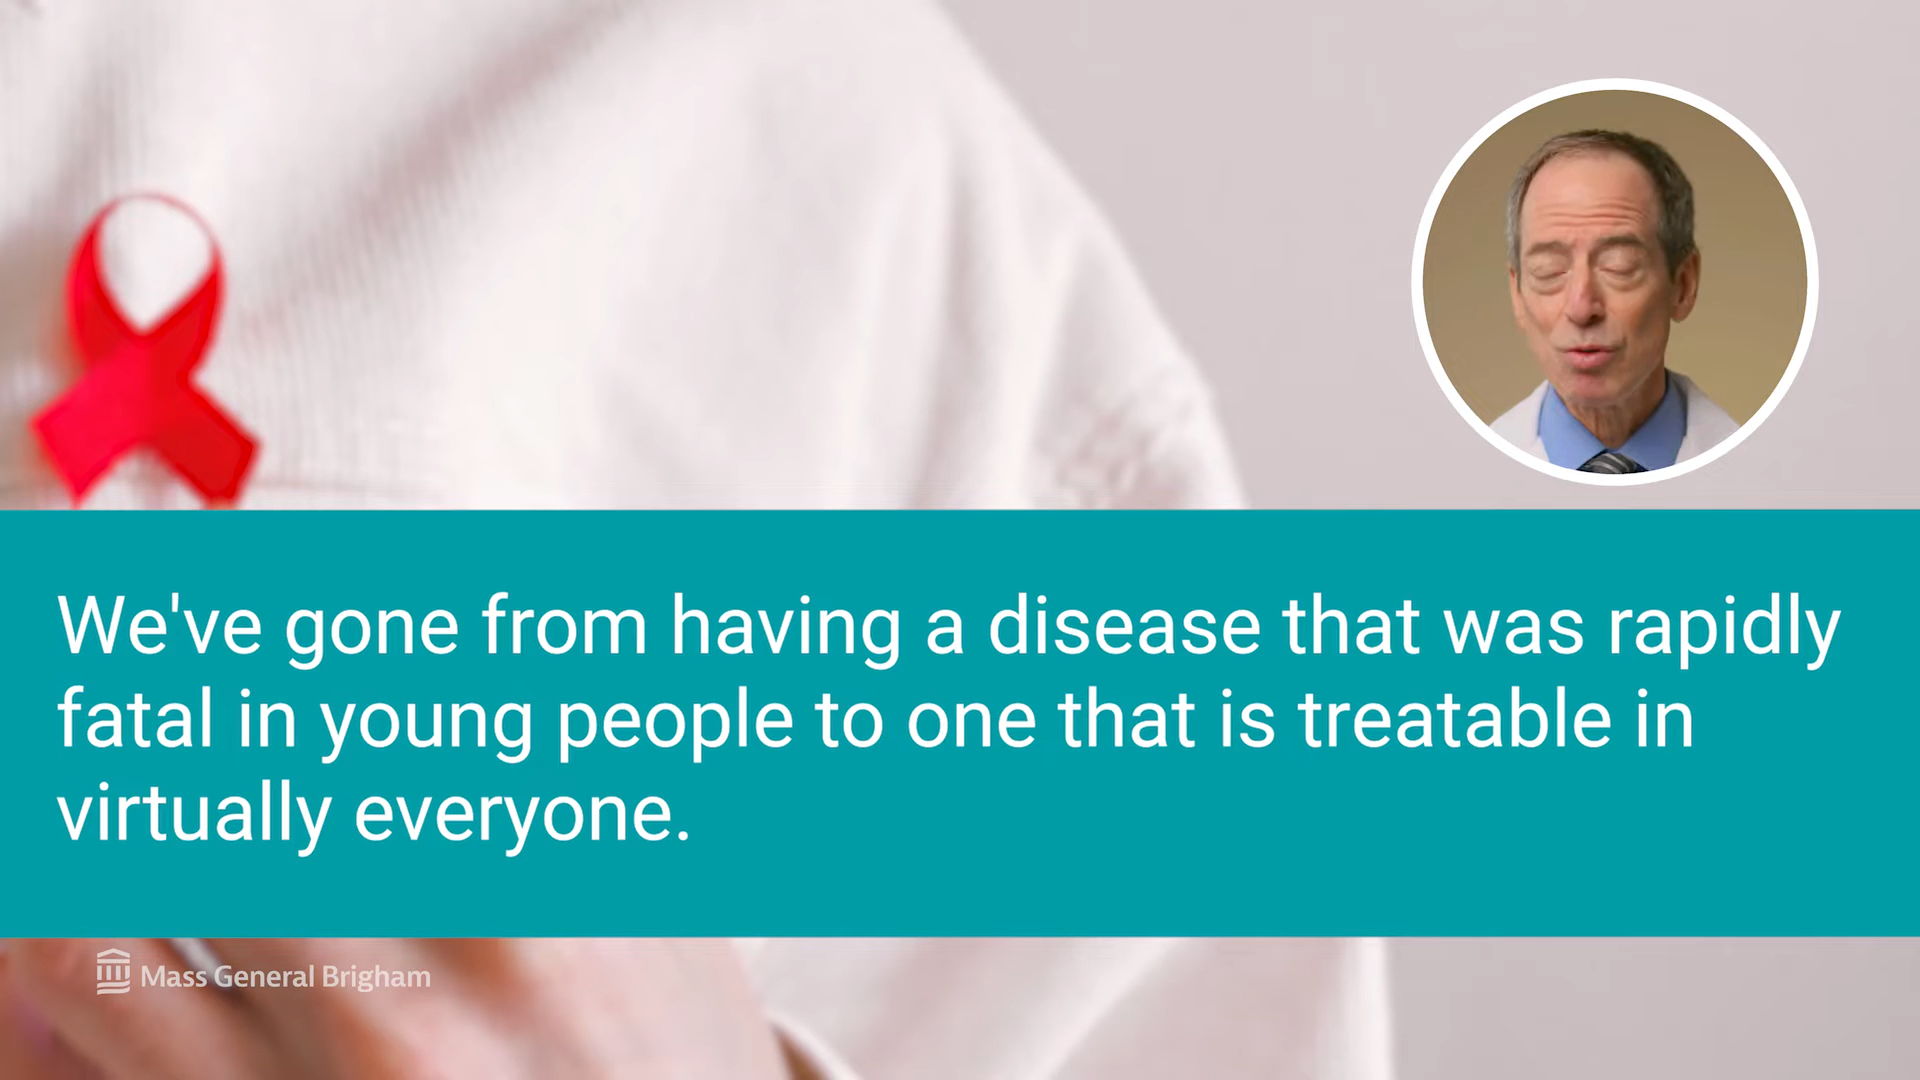 We've gone from having a disease that was rapidly
fatal in young people to one that is treatable in
virtually everyone.
Mass General Brigham